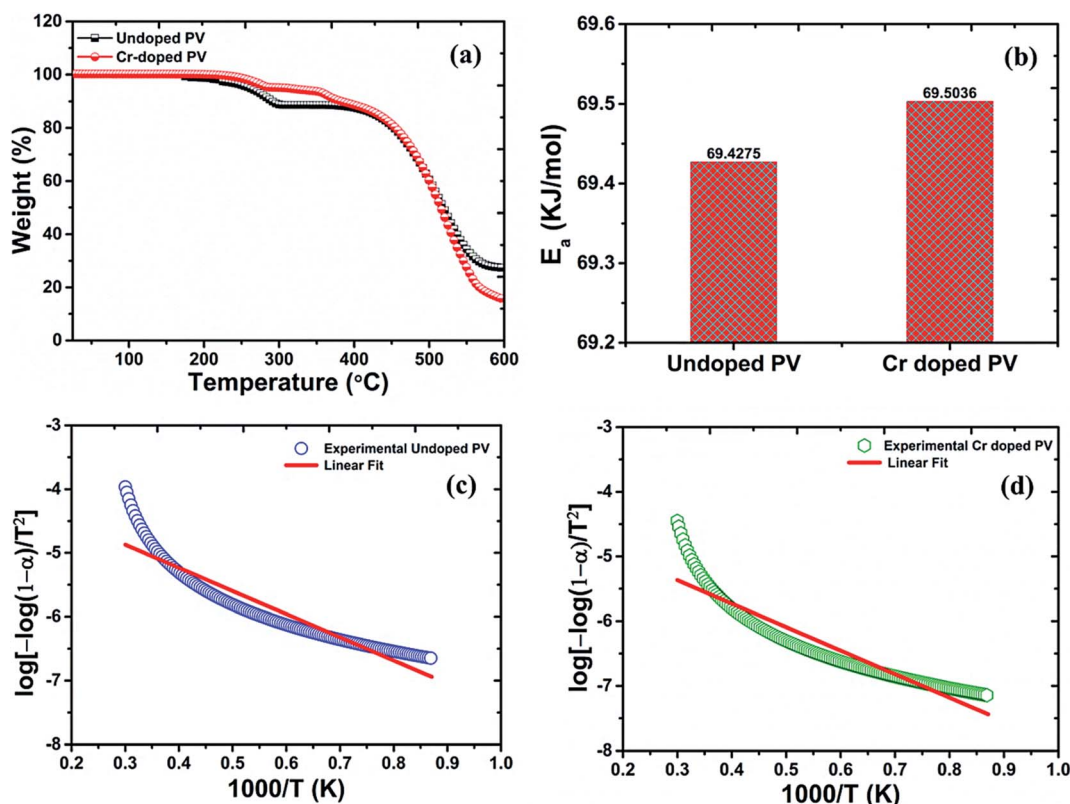 (a)
Undoped PV
Cr-doped PV
Weight (%)
120
100
80
60
40
20
0
100 200 300 400 500 600
Temperature (°C)
(b)
E_a (KJ/mol)
69.6
69.5
69.4
69.3
69.2
69.4275
69.5036
Undoped PV Cr doped PV
(c)
Experimental Undoped PV
Linear Fit
log[−log(1−α)/T²]
-3
-4
-5
-6
-7
-8
0.2 0.3 0.4 0.5 0.6 0.7 0.8 0.9 1.0
1000/T (K)
(d)
Experimental Cr doped PV
Linear Fit
log[−log(1−α)/T²]
-3
-4
-5
-6
-7
-8
0.2 0.3 0.4 0.5 0.6 0.7 0.8 0.9 1.0
1000/T (K)